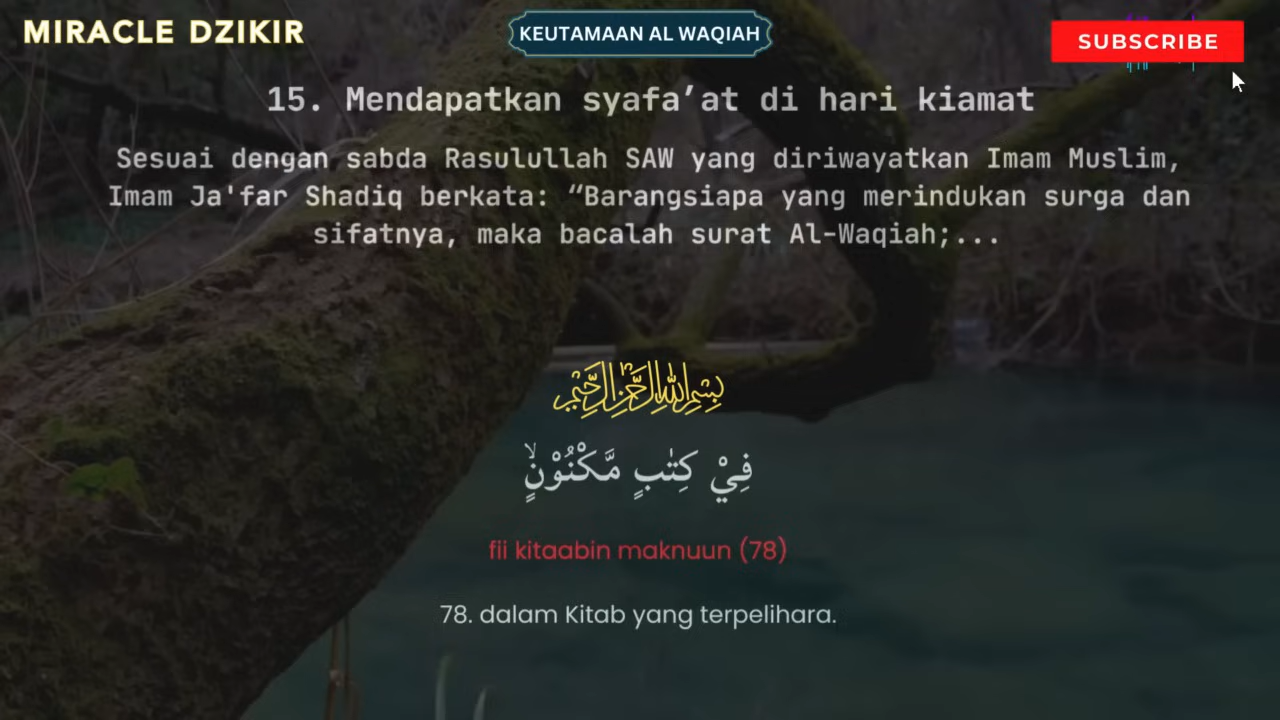 MIRACLE DZIKIR
KEUTAMAAN AL WAQIAH
SUBSCRIBE
15. Mendapatkan syafa’at di hari kiamat
Sesuai dengan sabda Rasulullah SAW yang diriwayatkan Imam Muslim,
Imam Ja'far Shadiq berkata: “Barangsiapa yang merindukan surga dan
sifatnya, maka bacalah surat Al-Waqiah;...
بِسْمِ اللهِ الرَّحْمٰنِ الرَّحِيْمِ
فِيْ كِتٰبٍ مَّكْنُوْنٍۙ
fii kitaabin maknuun (78)
78. dalam Kitab yang terpelihara.